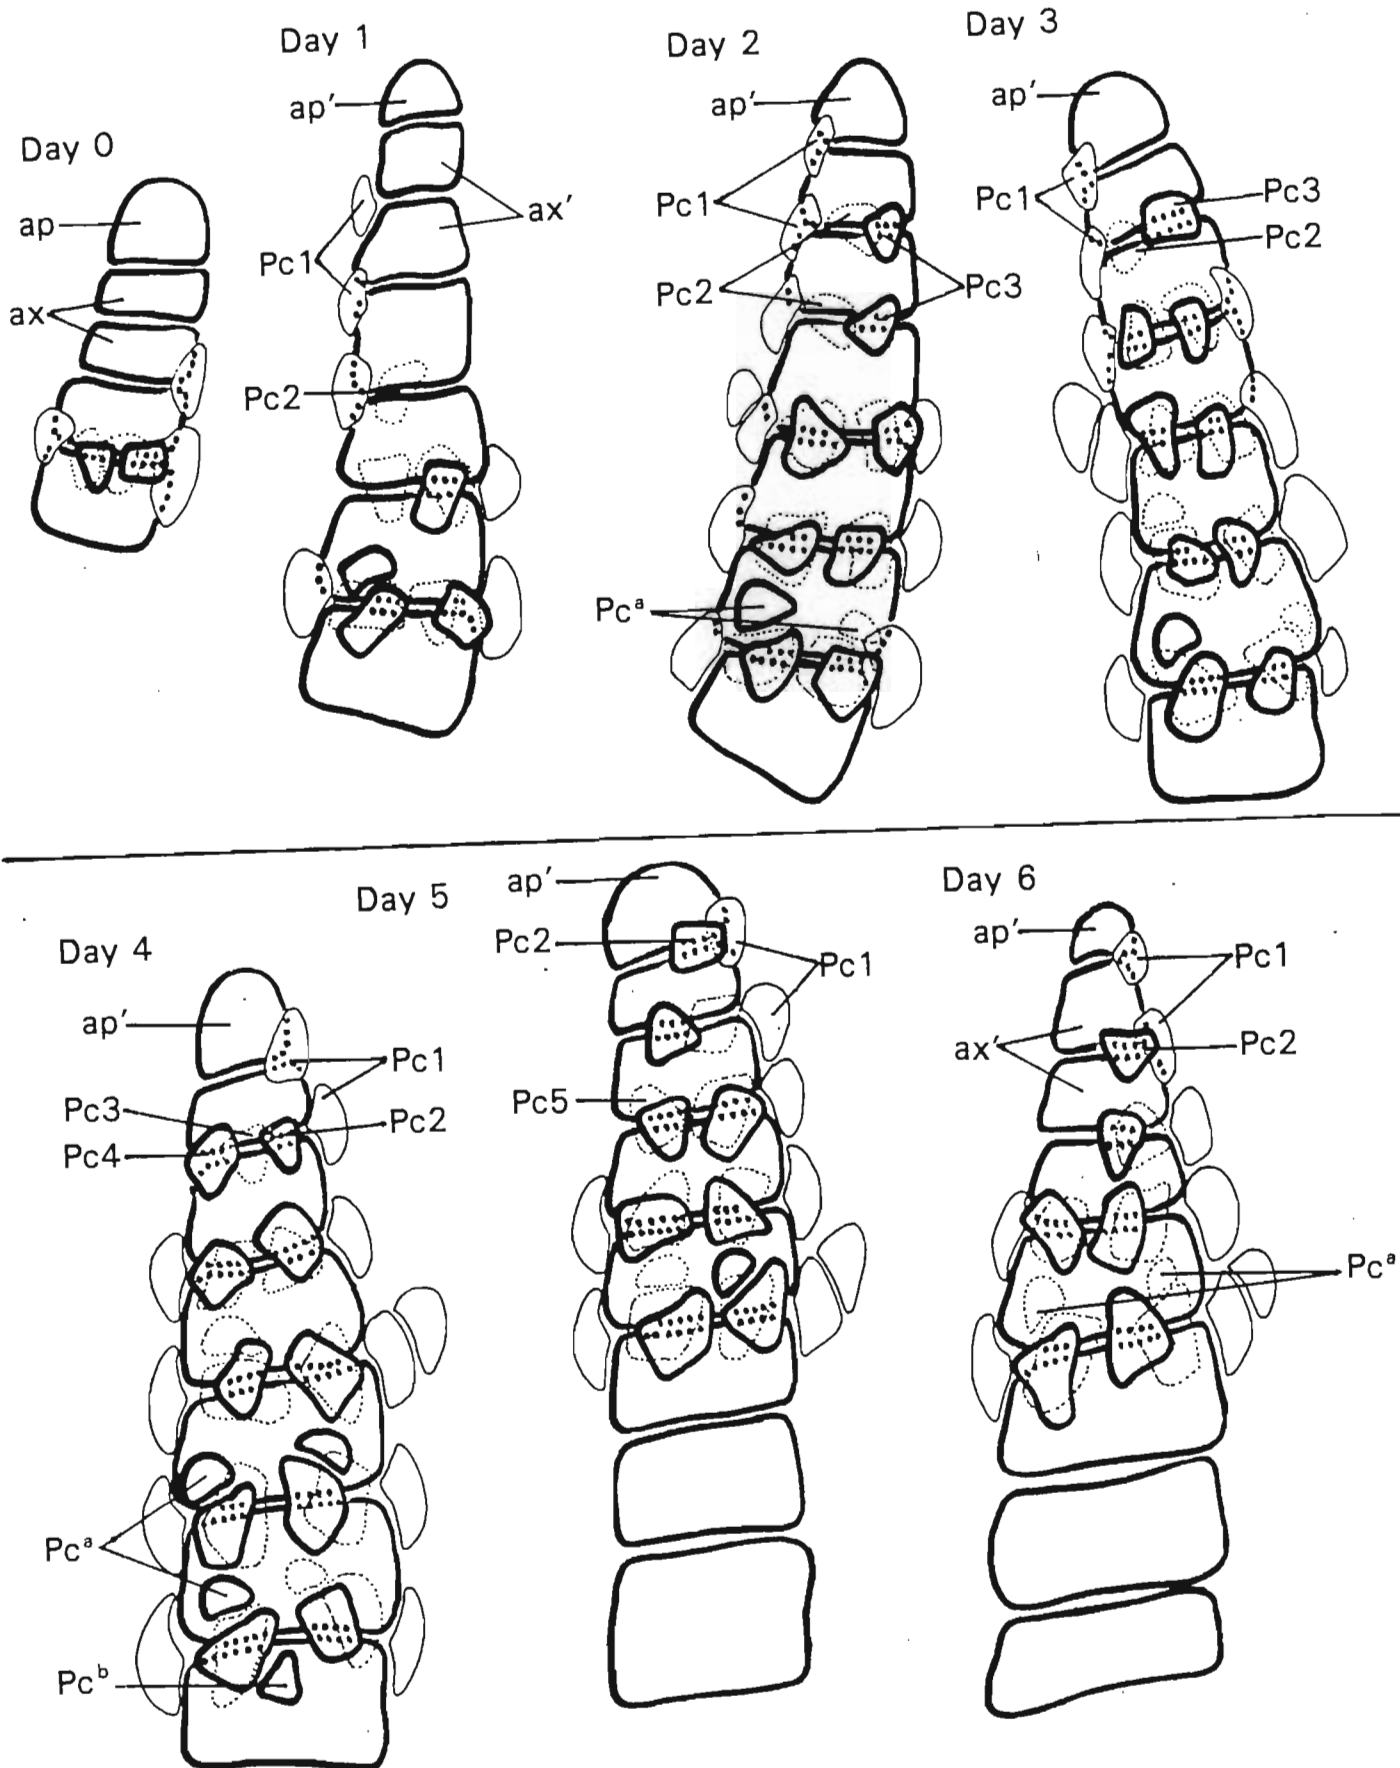 Day 0
ap
ax
Day 1
ap′
ax′
Pc1
Pc2
Day 2
ap′
Pc1
Pc2
Pc3
Pcᵃ
Day 3
ap′
Pc1
Pc3
Pc2
Day 4
ap′
Pc1
Pc3
Pc2
Pc4
Pcᵃ
Pcᵇ
Day 5
ap′
Pc2
Pc1
Pc5
Day 6
ap′
Pc1
ax′
Pc2
Pcᵃ